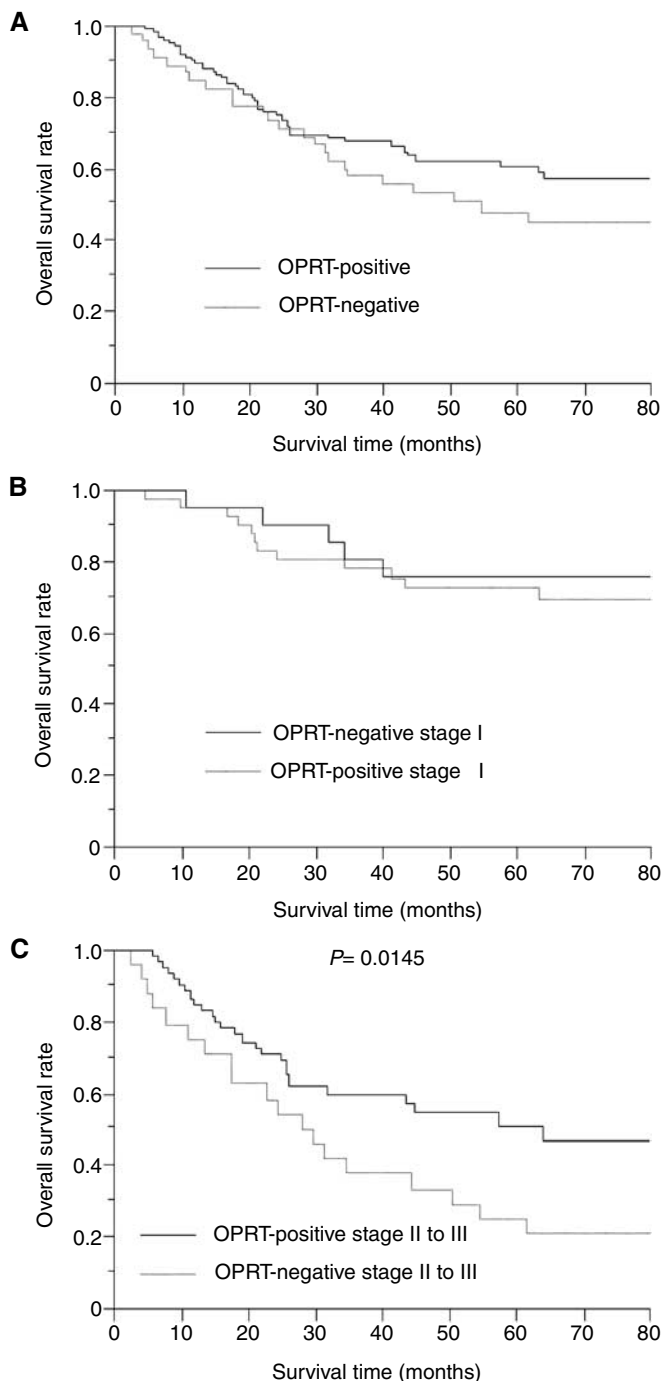 A
1.0
0.8
0.6
0.4
0.2
0
Overall survival rate
OPRT-positive
OPRT-negative
0 10 20 30 40 50 60 70 80
Survival time (months)
B
1.0
0.8
0.6
0.4
0.2
0
Overall survival rate
OPRT-negative stage I
OPRT-positive stage I
0 10 20 30 40 50 60 70 80
Survival time (months)
C
P= 0.0145
1.0
0.8
0.6
0.4
0.2
0
Overall survival rate
OPRT-positive stage II to III
OPRT-negative stage II to III
0 10 20 30 40 50 60 70 80
Survival time (months)